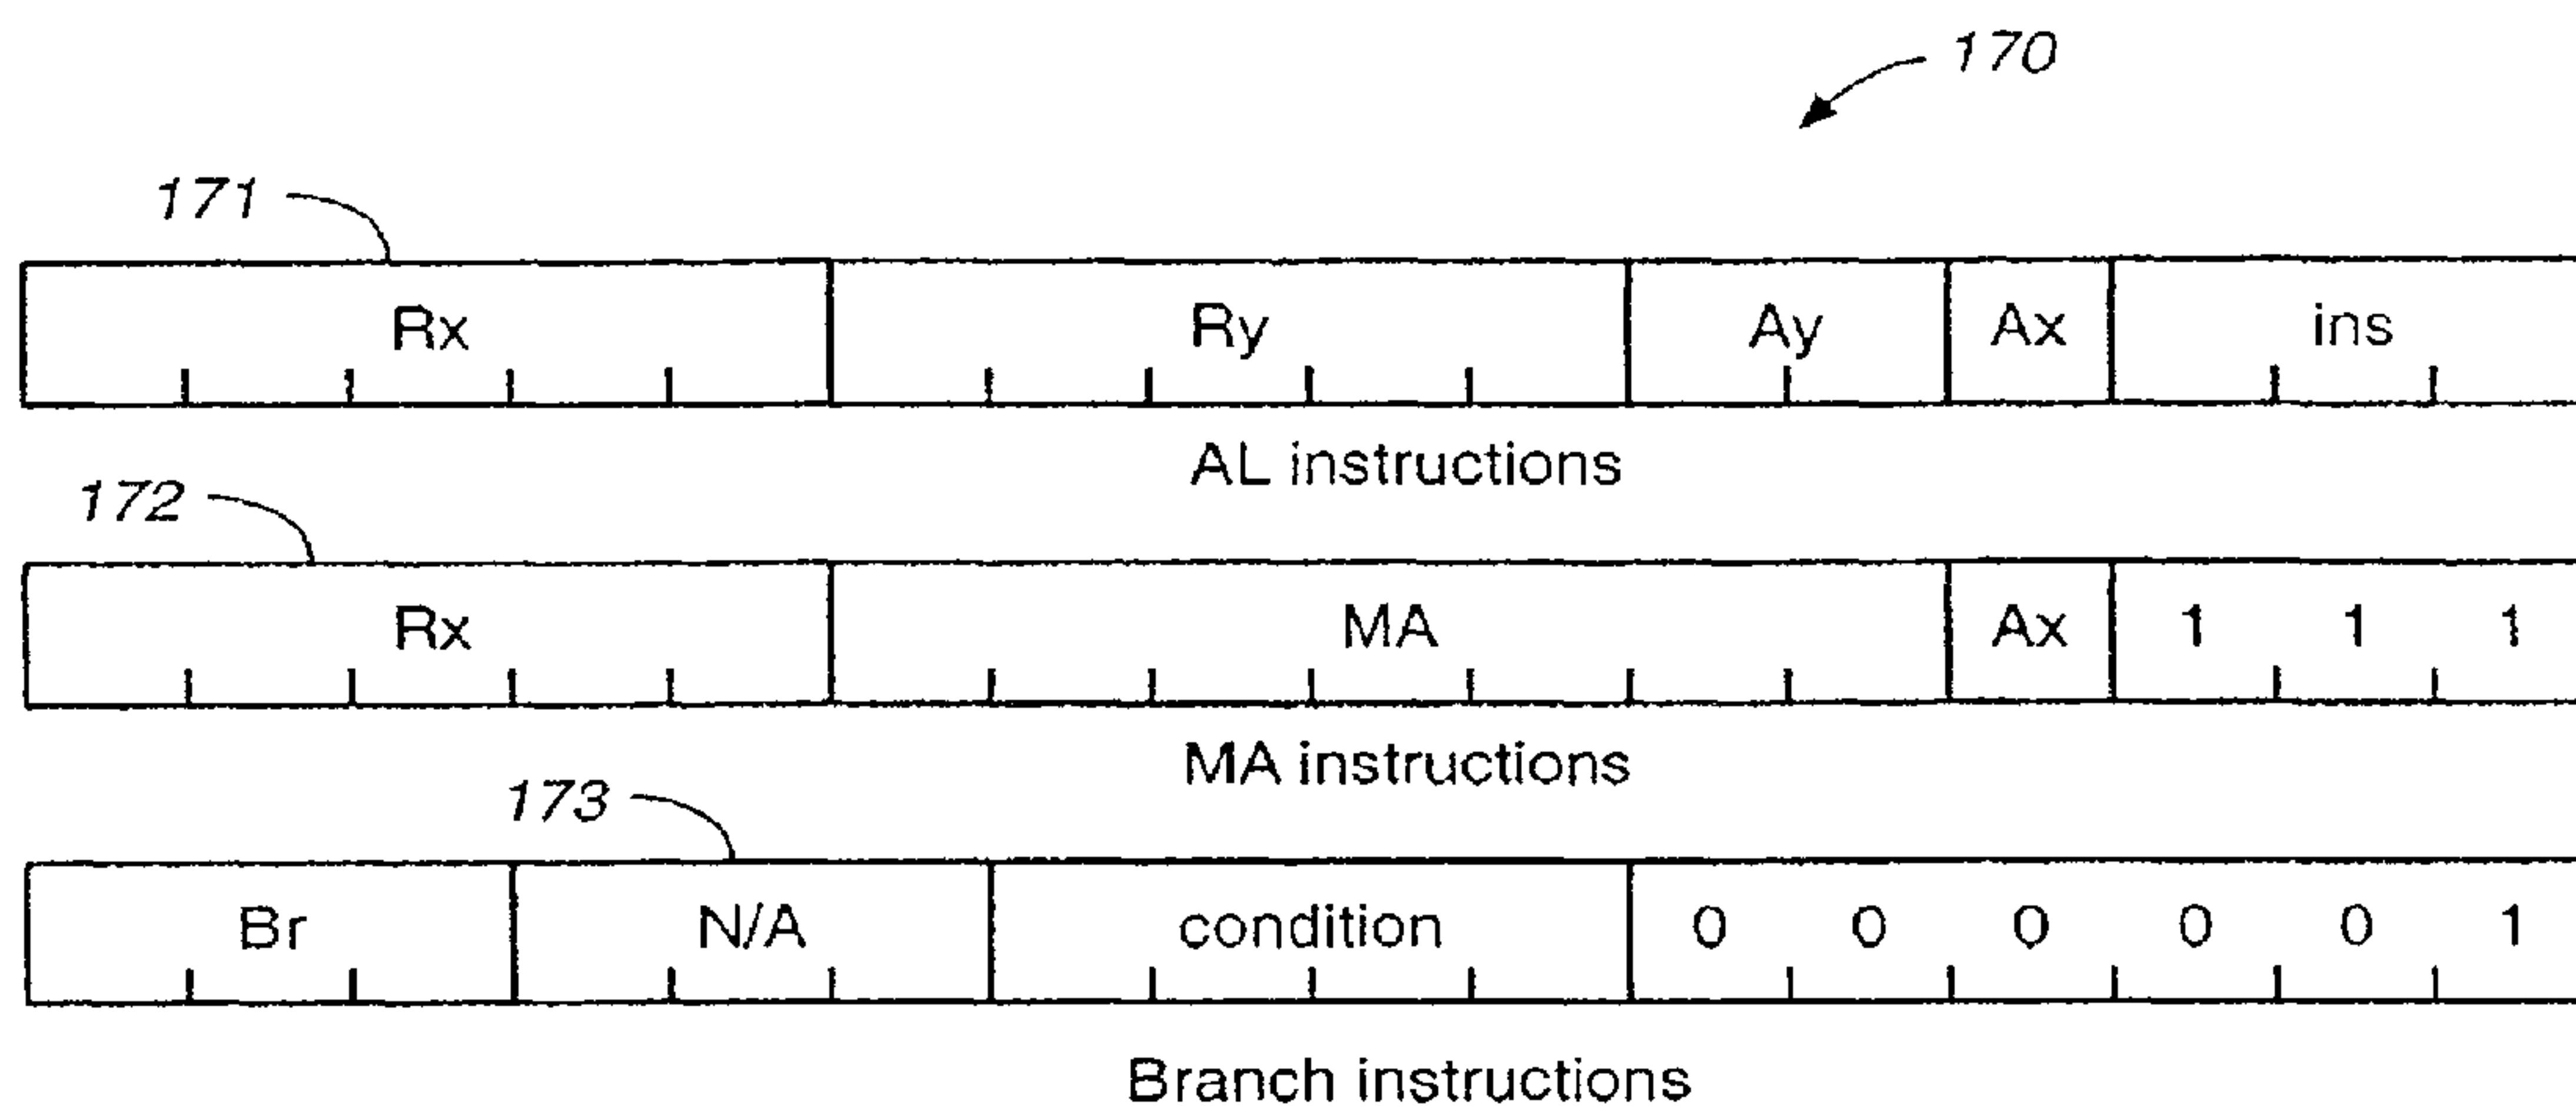 170
171
Rx Ry Ay Ax ins
AL instructions
172
Rx MA Ax 1 1 1
MA instructions
173
Br N/A condition 0 0 0 0 0 1
Branch instructions